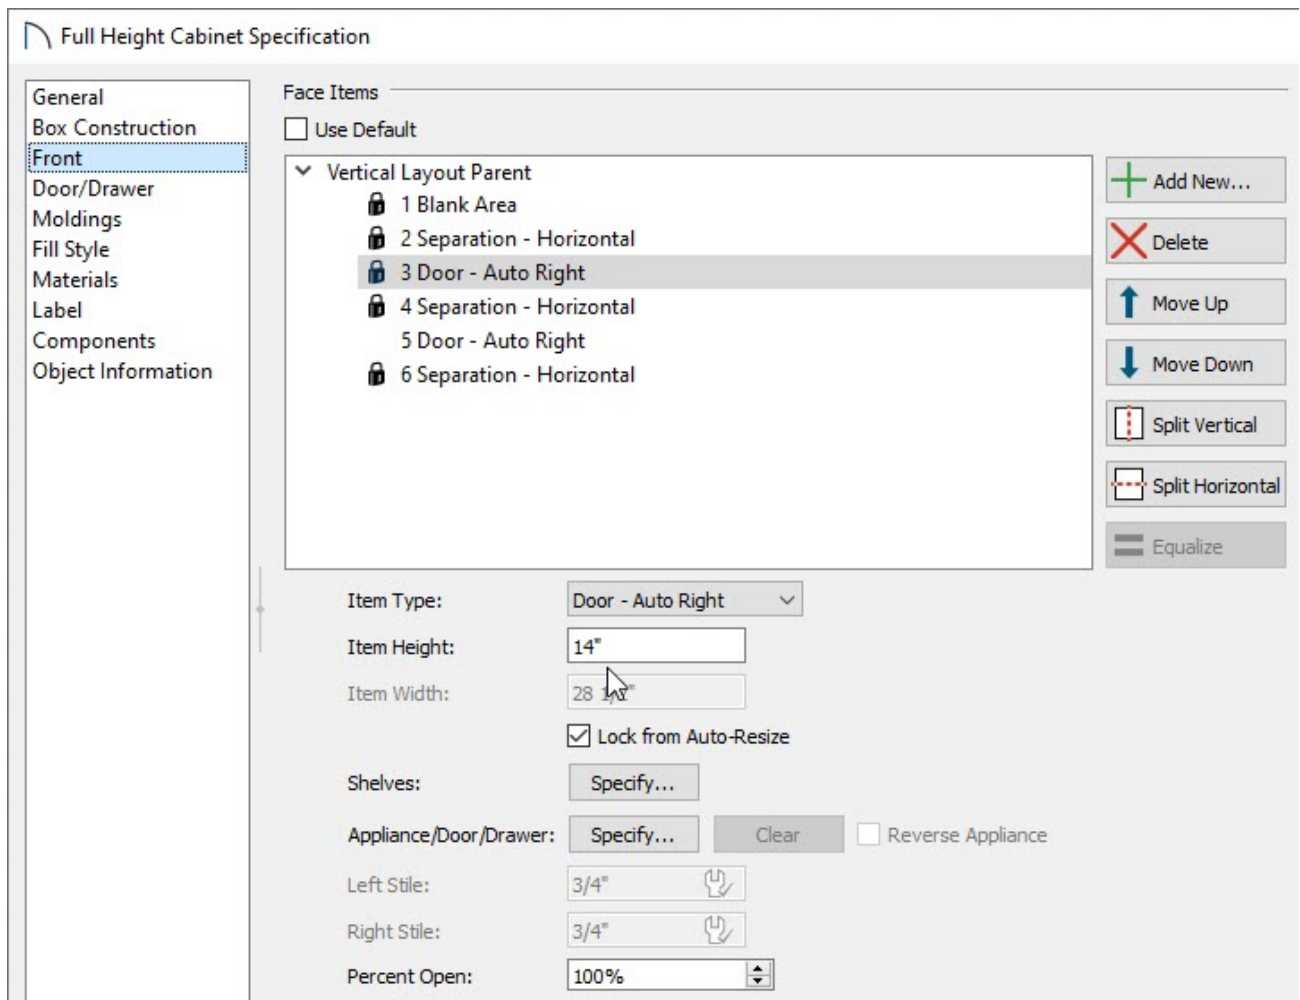 Full Height Cabinet Specification
General
Box Construction
Front
Door/Drawer
Moldings
Fill Style
Materials
Label
Components
Object Information
Face Items
Use Default
Vertical Layout Parent
1 Blank Area
2 Separation - Horizontal
3 Door - Auto Right
4 Separation - Horizontal
5 Door - Auto Right
6 Separation - Horizontal
Add New...
Delete
Move Up
Move Down
Split Vertical
Split Horizontal
Equalize
Item Type: Door - Auto Right
Item Height: 14"
Item Width: 28
Lock from Auto-Resize
Shelves: Specify...
Appliance/Door/Drawer: Specify... Clear Reverse Appliance
Left Stile: 3/4"
Right Stile: 3/4"
Percent Open: 100%